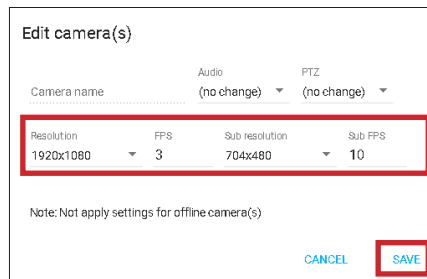 Edit camera(s)
Audio PTZ
Camera name (no change) (no change)
Resolution FPS Sub resolution Sub FPS
1920x1080 3 704x480 10
Note: Not apply settings for offline camera(s)
CANCEL SAVE